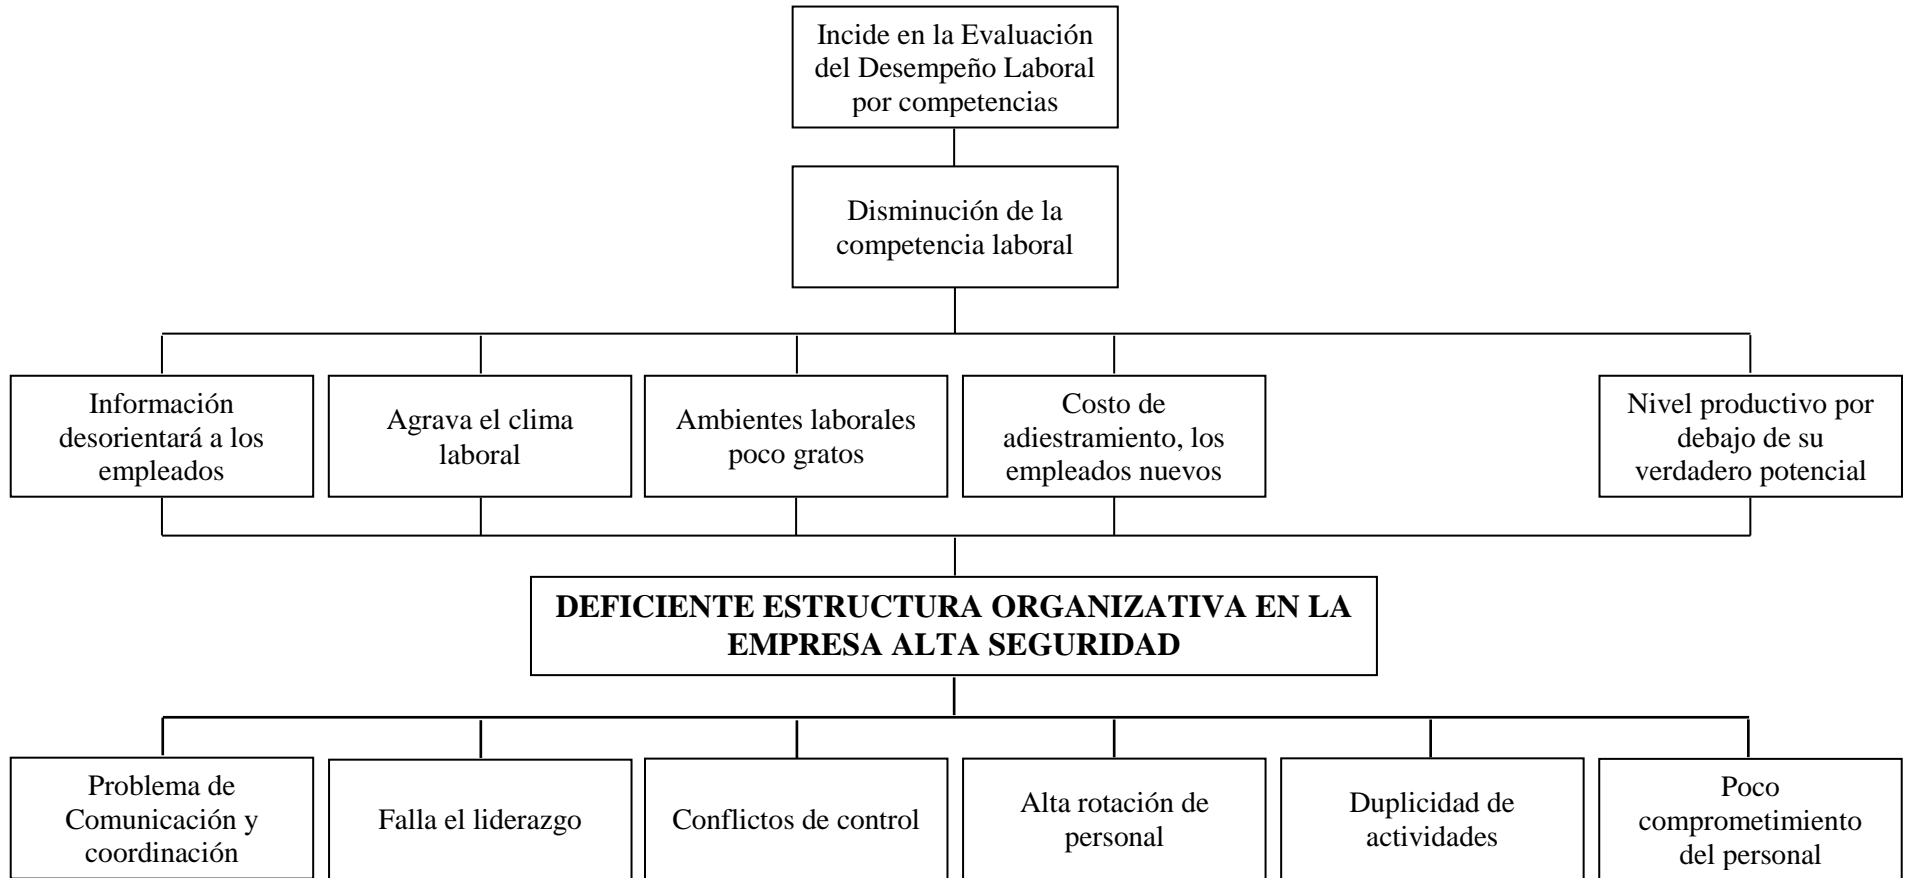 Incide en la Evaluación
del Desempeño Laboral
por competencias
Disminución de la
competencia laboral
Información
desorientará a los
empleados
Agrava el clima
laboral
Ambientes laborales
poco gratos
Costo de
adiestramiento, los
empleados nuevos
Nivel productivo por
debajo de su
verdadero potencial
DEFICIENTE ESTRUCTURA ORGANIZATIVA EN LA
EMPRESA ALTA SEGURIDAD
Problema de
Comunicación y
coordinación
Falla el liderazgo
Conflictos de control
Alta rotación de
personal
Duplicidad de
actividades
Poco
comprometimiento
del personal